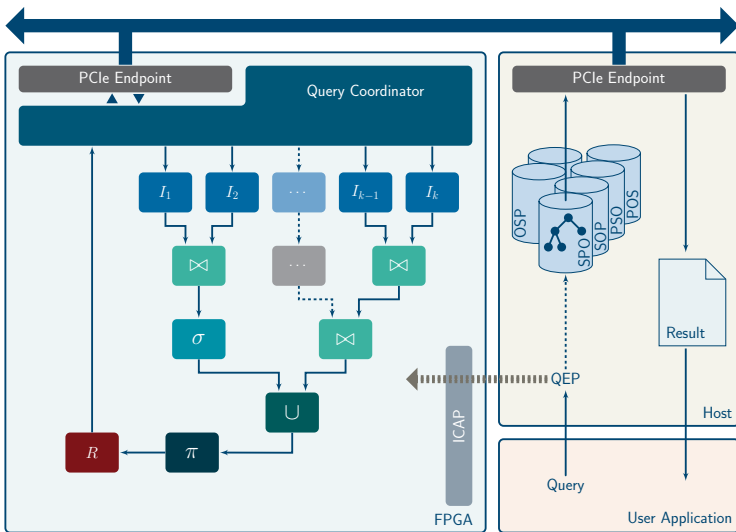 PCIe Endpoint
Query Coordinator
PCIe Endpoint
I₁
I₂
...
Iₖ₋₁
Iₖ
OSP
SPO
SOP
PSO
POS
⋈
...
⋈
σ
⋈
Result
QEP
∪
ICAP
Host
R
π
Query
FPGA
User Application